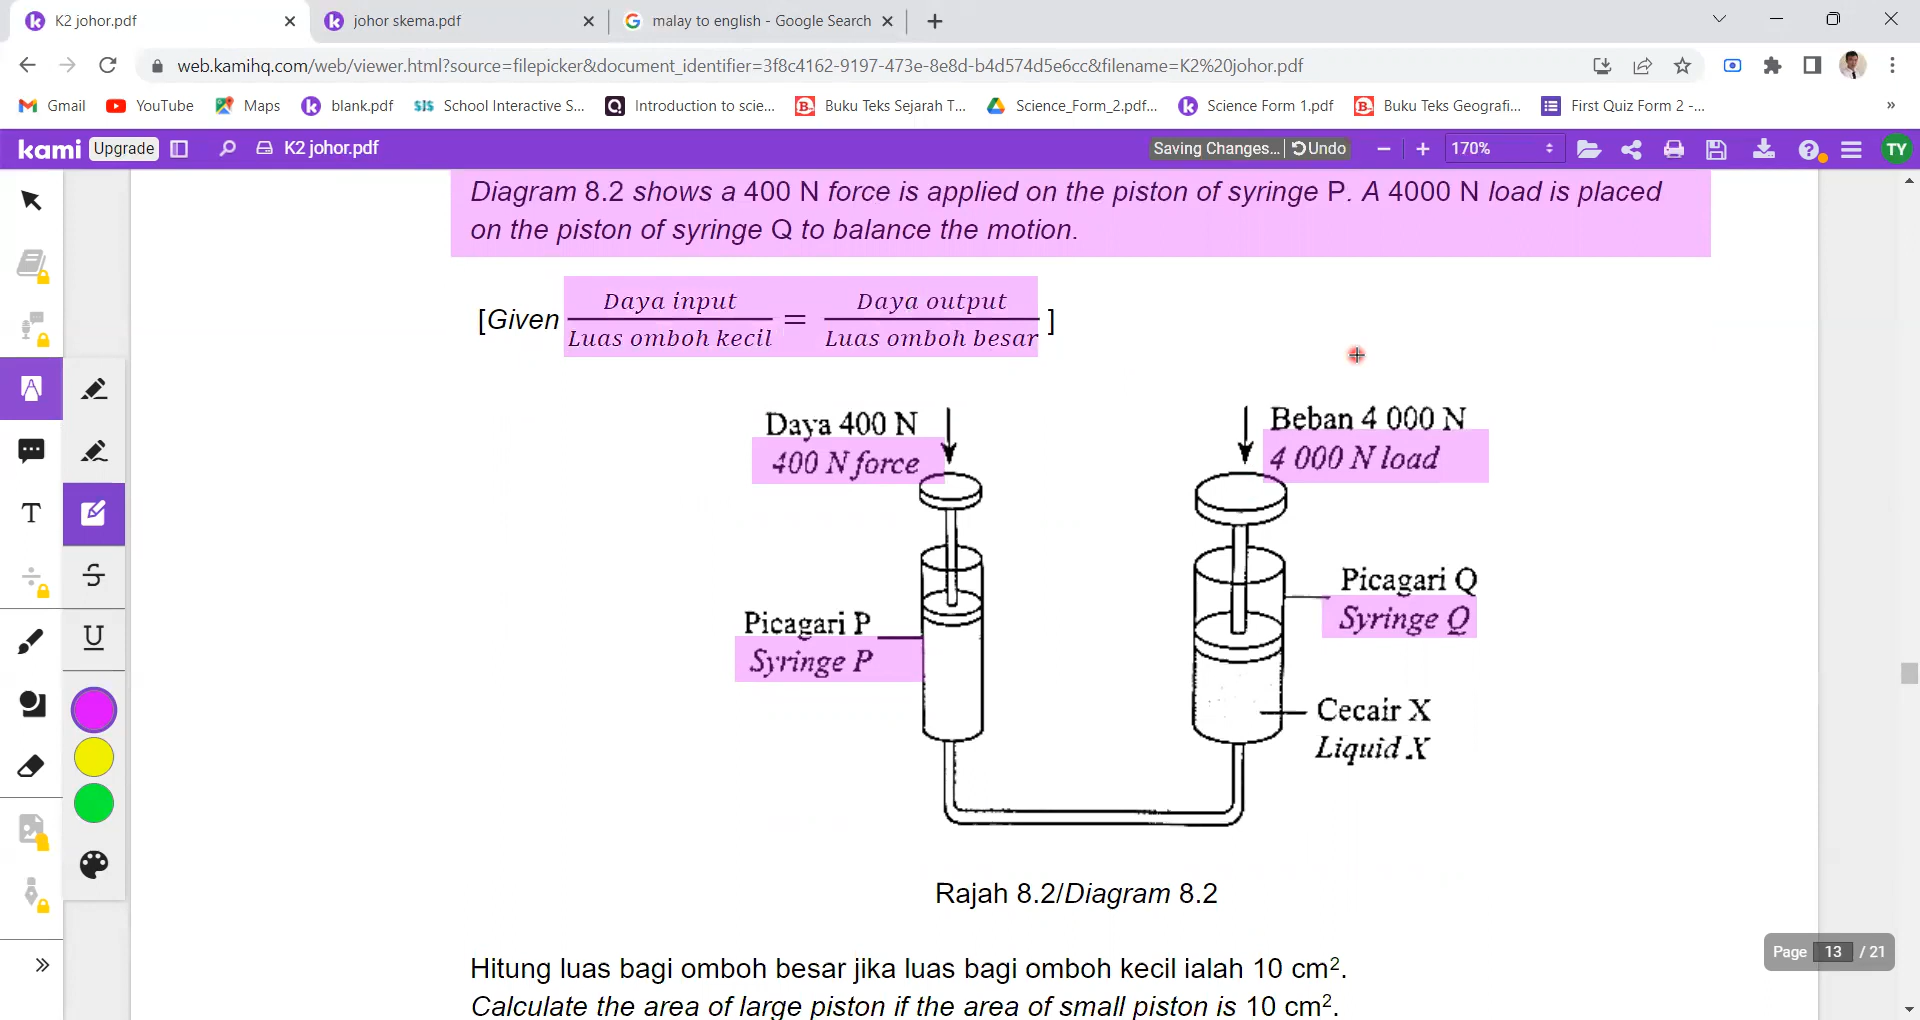 K2 johor.pdf
johor skema.pdf
malay to english - Google Search
web.kamihq.com/web/viewer.html?source=filepicker&document_identifier=3f8c4162-9197-473e-8e8d-b4d574d5e6cc&filename=K2%20johor.pdf
Gmail YouTube Maps blank.pdf School Interactive S... Introduction to scie... Buku Teks Sejarah T... Science_Form_2.pdf... Science Form 1.pdf Buku Teks Geografi... First Quiz Form 2 -... »
kami Upgrade K2 johor.pdf Saving Changes... Undo 170% TY
Diagram 8.2 shows a 400 N force is applied on the piston of syringe P. A 4000 N load is placed
on the piston of syringe Q to balance the motion.
[Given Daya input / Luas omboh kecil = Daya output / Luas omboh besar ]
Daya 400 N
400 N force
Beban 4 000 N
4 000 N load
Picagari P
Syringe P
Picagari Q
Syringe Q
Cecair X
Liquid X
Rajah 8.2/Diagram 8.2
Page 13 / 21
Hitung luas bagi omboh besar jika luas bagi omboh kecil ialah 10 cm².
Calculate the area of large piston if the area of small piston is 10 cm².